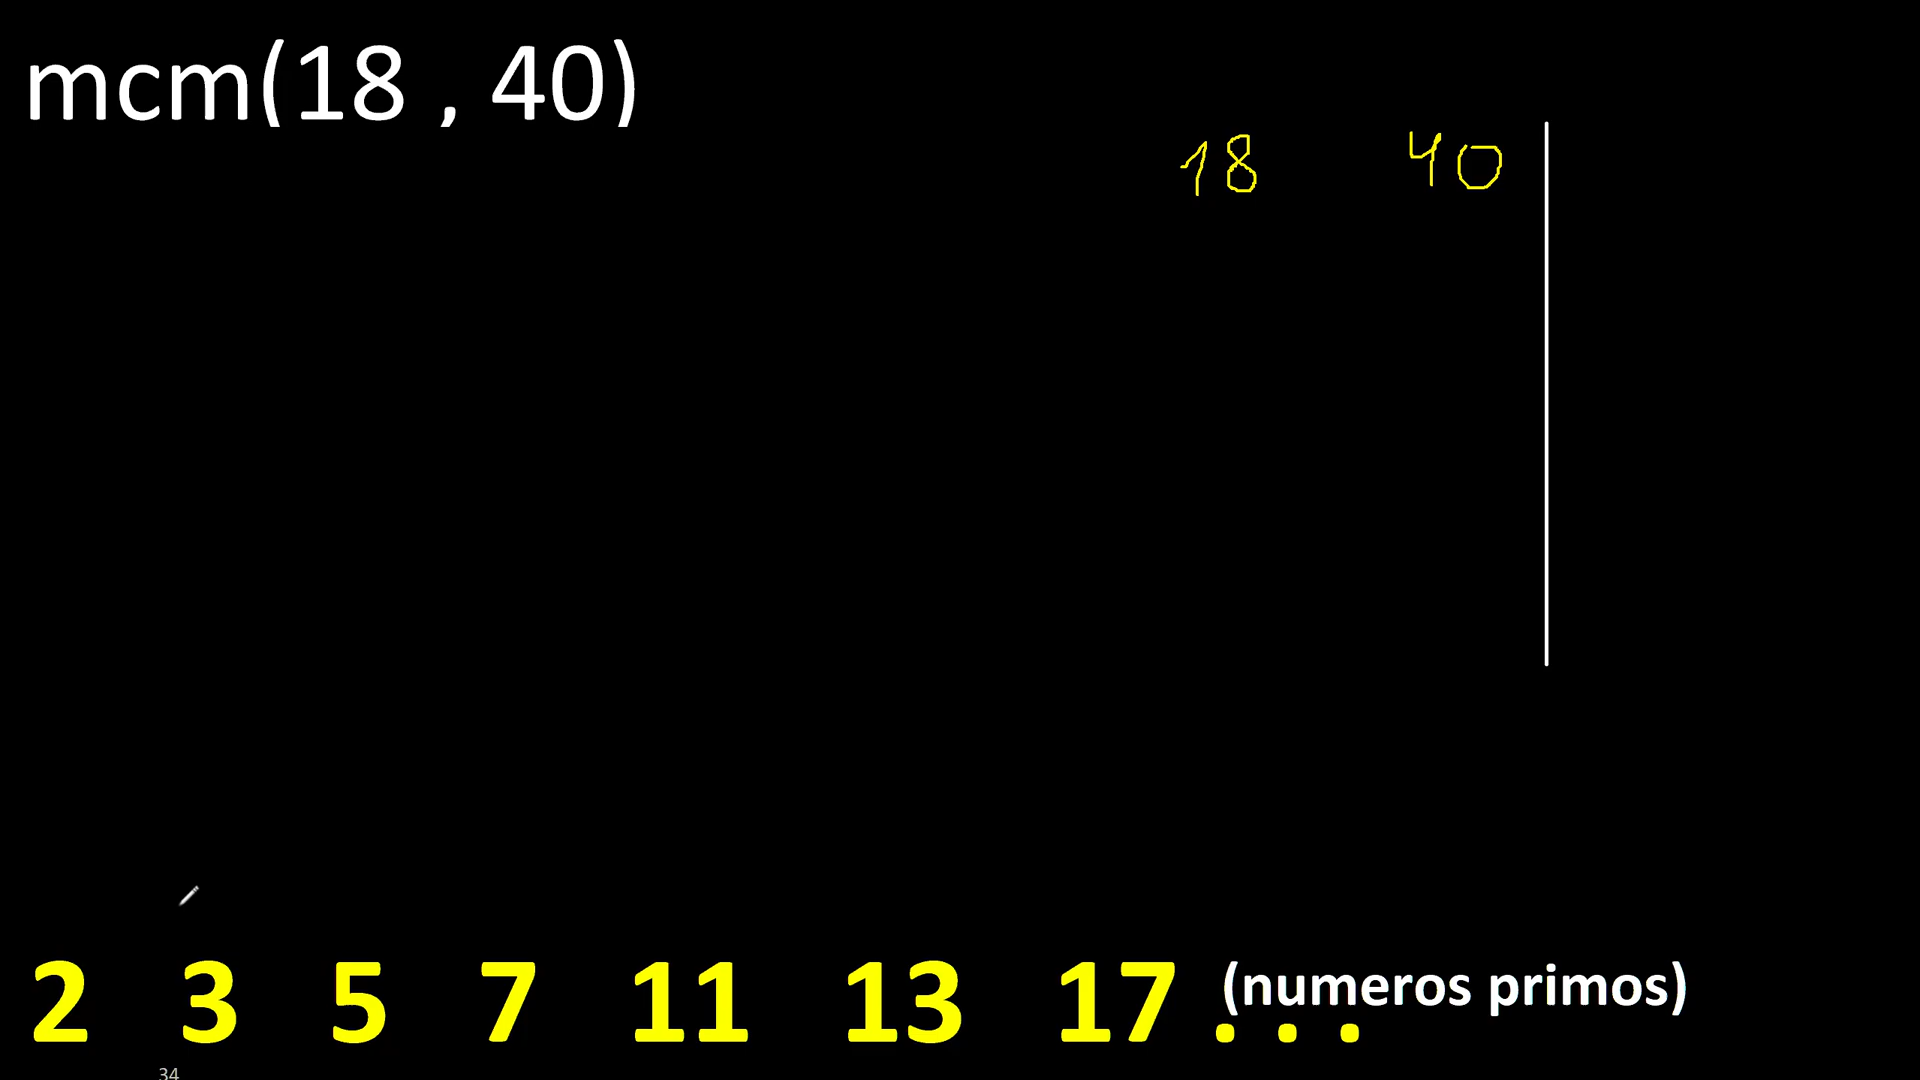 mcm(18 , 40)
18 40
2 3 5 7 11 13 17 . . . (numeros primos)
34